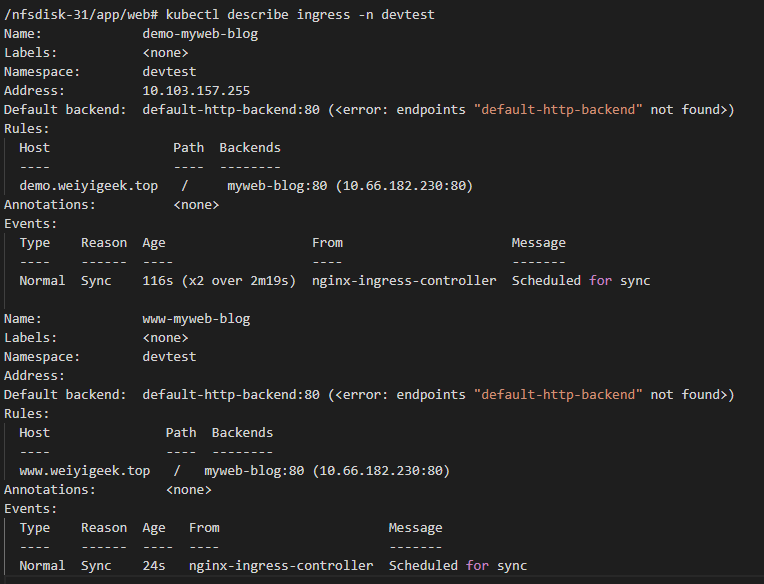 /nfsdisk-31/app/web# kubectl describe ingress -n devtest
Name:             demo-myweb-blog
Labels:           <none>
Namespace:        devtest
Address:          10.103.157.255
Default backend:  default-http-backend:80 (<error: endpoints "default-http-backend" not found>)
Rules:
  Host                Path  Backends
  ----                ----  --------
  demo.weiyigeek.top   /     myweb-blog:80 (10.66.182.230:80)
Annotations:          <none>
Events:
  Type    Reason  Age                   From                      Message
  ----    ------  ----                  ----                      -------
  Normal  Sync    116s (x2 over 2m19s)  nginx-ingress-controller  Scheduled for sync
Name:             www-myweb-blog
Labels:           <none>
Namespace:        devtest
Address:
Default backend:  default-http-backend:80 (<error: endpoints "default-http-backend" not found>)
Rules:
  Host               Path  Backends
  ----               ----  --------
  www.weiyigeek.top   /   myweb-blog:80 (10.66.182.230:80)
Annotations:         <none>
Events:
  Type    Reason  Age   From                      Message
  ----    ------  ----  ----                      -------
  Normal  Sync    24s   nginx-ingress-controller  Scheduled for sync